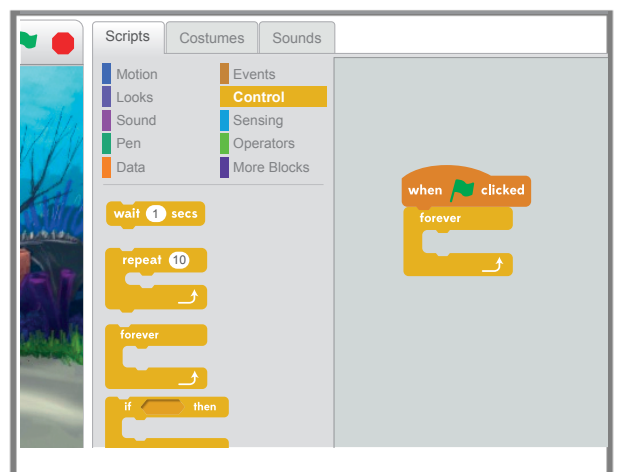 Scripts Costumes Sounds
Motion Events
Looks Control
Sound Sensing
Pen Operators
Data More Blocks
wait 1 secs
repeat 10
forever
if then
when clicked
forever